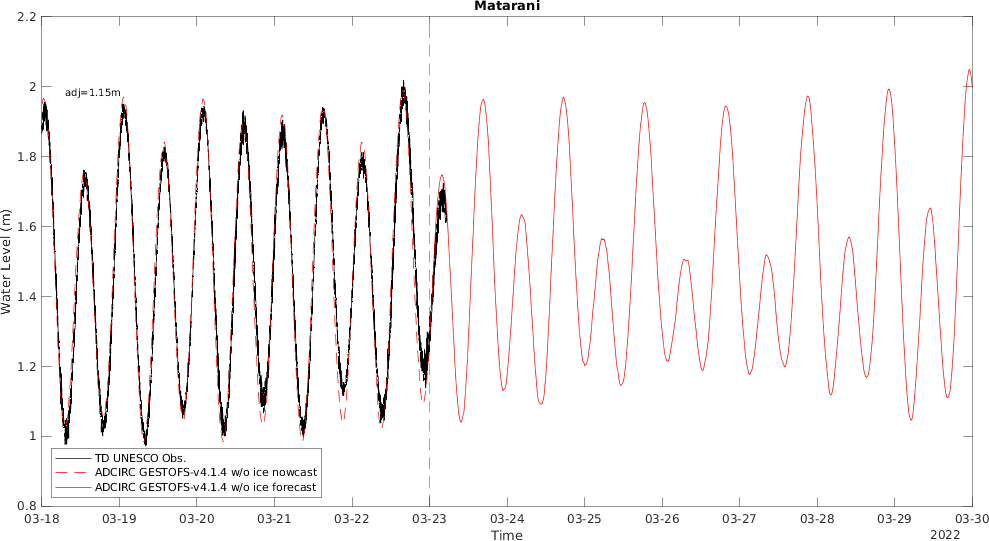 Matarani
2.2
2
1.8
1.6
1.4
1.2
1
0.8
Water Level (m)
adj=1.15m
TD UNESCO Obs.
ADCIRC GESTOFS-v4.1.4 w/o ice nowcast
ADCIRC GESTOFS-v4.1.4 w/o ice forecast
03-18 03-19 03-20 03-21 03-22 03-23 03-24 03-25 03-26 03-27 03-28 03-29 03-30
Time
2022